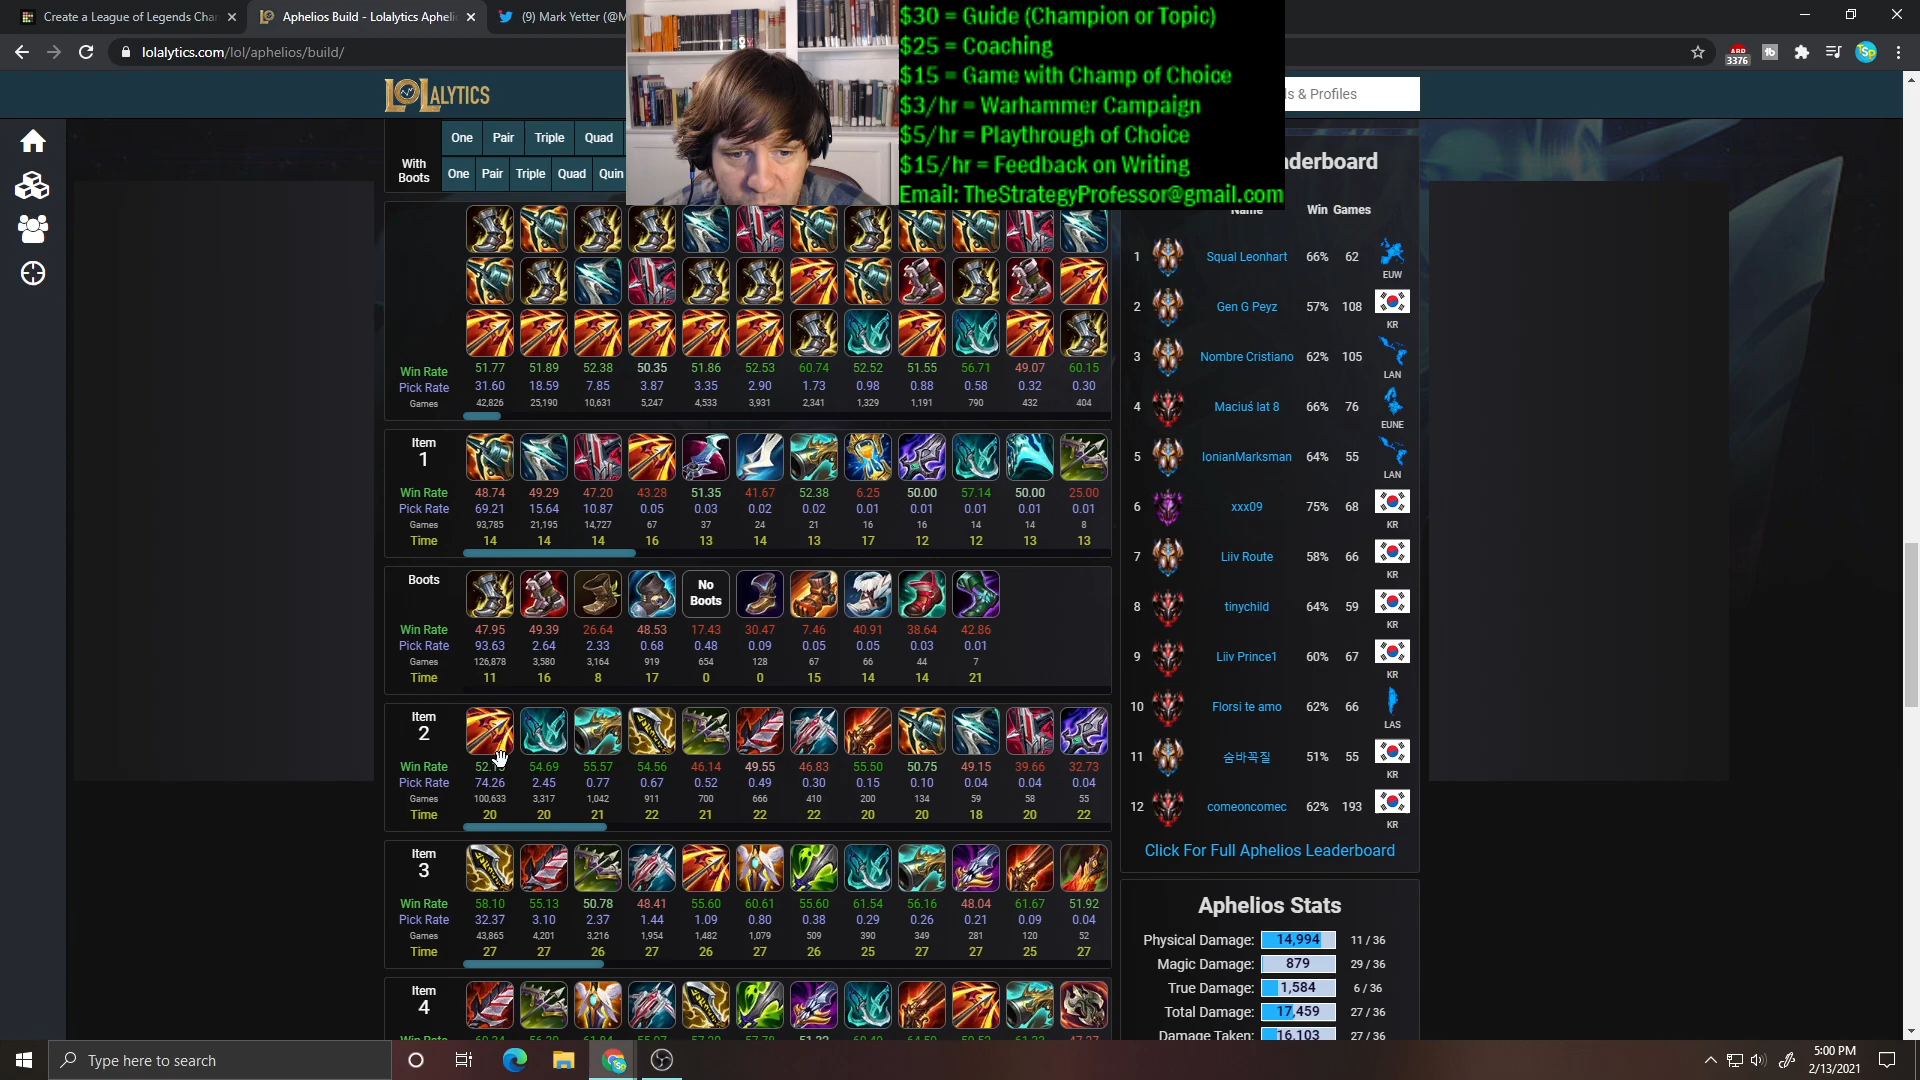 Create a League of Legends Cha
Aphelios Build - Lolalytics Apheli
(9) Mark Yetter (@M
lolalytics.com/lol/aphelios/build/
3376
TSp
$30 = Guide (Champion or Topic)
$25 = Coaching
$15 = Game with Champ of Choice
$3/hr = Warhammer Campaign
$5/hr = Playthrough of Choice
$15/hr = Feedback on Writing
Email: TheStrategyProfessor@gmail.com
LOLALYTICS
ls & Profiles
One Pair Triple Quad
With Boots
One Pair Triple Quad Quin
Win Rate 51.77 51.89 52.38 50.35 51.86 52.53 60.74 52.52 51.55 56.71 49.07 60.15
Pick Rate 31.60 18.59 7.85 3.87 3.35 2.90 1.73 0.98 0.88 0.58 0.32 0.30
Games 42,826 25,190 10,631 5,247 4,533 3,931 2,341 1,329 1,191 790 432 404
Item 1
Win Rate 48.74 49.29 47.20 43.28 51.35 41.67 52.38 6.25 50.00 57.14 50.00 25.00
Pick Rate 69.21 15.64 10.87 0.05 0.03 0.02 0.02 0.01 0.01 0.01 0.01 0.01
Games 93,785 21,195 14,727 67 37 24 21 16 16 14 14 8
Time 14 14 14 16 13 14 13 17 12 12 13 13
Boots
No Boots
Win Rate 47.95 49.39 26.64 48.53 17.43 30.47 7.46 40.91 38.64 42.86
Pick Rate 93.63 2.64 2.33 0.68 0.48 0.09 0.05 0.05 0.03 0.01
Games 126,878 3,580 3,164 919 654 128 67 66 44 7
Time 11 16 8 17 0 0 15 14 14 21
Item 2
Win Rate 54.69 55.57 54.56 46.14 49.55 46.83 55.50 50.75 49.15 39.66 32.73
Pick Rate 74.26 2.45 0.77 0.67 0.52 0.49 0.30 0.15 0.10 0.04 0.04 0.04
Games 100,633 3,317 1,042 911 700 666 410 200 134 59 58 55
Time 20 20 21 22 21 22 22 20 20 18 20 22
Item 3
Win Rate 58.10 55.13 50.78 48.41 55.60 60.61 55.60 61.54 56.16 48.04 61.67 51.92
Pick Rate 32.37 3.10 2.37 1.44 1.09 0.80 0.38 0.29 0.26 0.21 0.09 0.04
Games 43,865 4,201 3,216 1,954 1,482 1,079 509 390 349 281 120 52
Time 27 27 26 27 26 27 26 25 27 27 25 27
Item 4
aderboard
Name Win Games
1 Squal Leonhart 66% 62 EUW
2 Gen G Peyz 57% 108 KR
3 Nombre Cristiano 62% 105 LAN
4 Maciuś lat 8 66% 76 EUNE
5 IonianMarksman 64% 55 LAN
6 xxx09 75% 68 KR
7 Liiv Route 58% 66 KR
8 tinychild 64% 59 KR
9 Liiv Prince1 60% 67 KR
10 Florsi te amo 62% 66 LAS
11 숨바꼭질 51% 55 KR
12 comeoncomec 62% 193 KR
Click For Full Aphelios Leaderboard
Aphelios Stats
Physical Damage: 14,994 11 / 36
Magic Damage: 879 29 / 36
True Damage: 1,584 6 / 36
Total Damage: 17,459 27 / 36
Damage Taken: 16,103 27 / 36
Type here to search
5:00 PM
2/13/2021